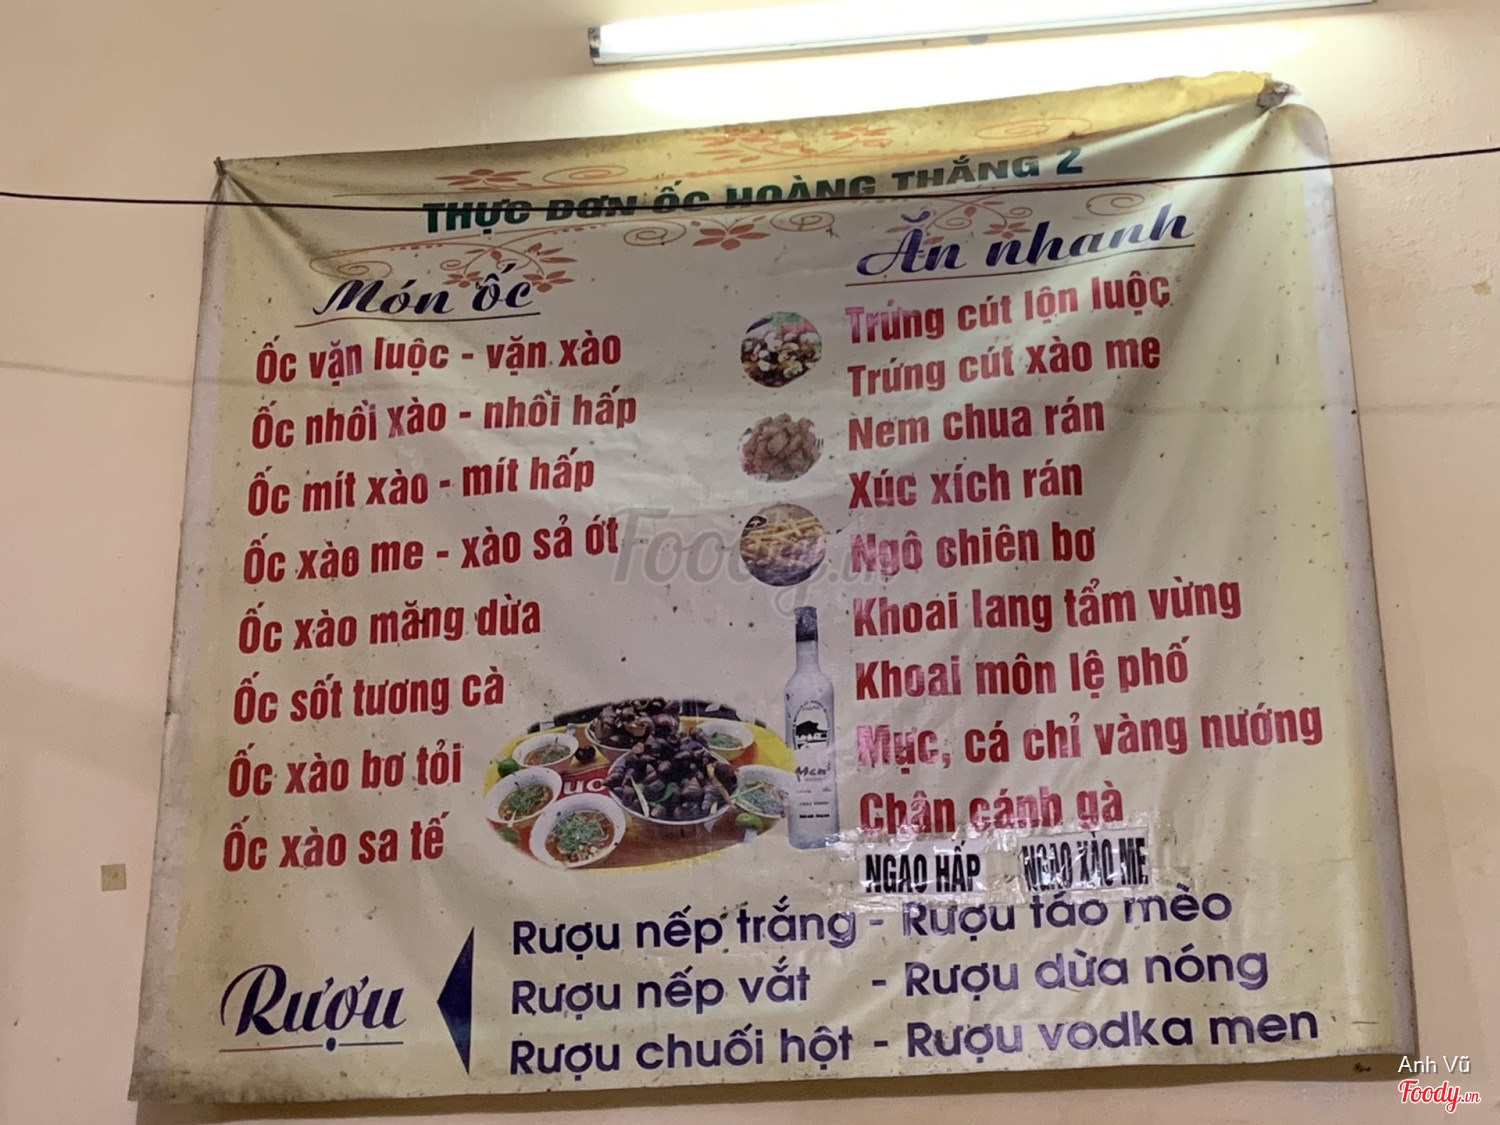 THỰC ĐƠN ỐC HOÀNG THẮNG 2
Món ốc
Ốc vặn luộc - vặn xào
Ốc nhồi xào - nhồi hấp
Ốc mít xào - mít hấp
Ốc xào me - xào sả ớt
Ốc xào măng dừa
Ốc sốt tương cà
Ốc xào bơ tỏi
Ốc xào sa tế
Ăn nhanh
Trứng cút lộn luộc
Trứng cút xào me
Nem chua rán
Xúc xích rán
Ngô chiên bơ
Khoai lang tẩm vừng
Khoai môn lệ phố
Mực, cá chỉ vàng nướng
Chân cánh gà
NGAO HẤP NGAO XÀO ME
Rượu
Rượu nếp trắng - Rượu táo mèo
Rượu nếp vắt - Rượu dừa nóng
Rượu chuối hột - Rượu vodka men
Men'
Foody.vn
Anh Vũ
Foody.vn